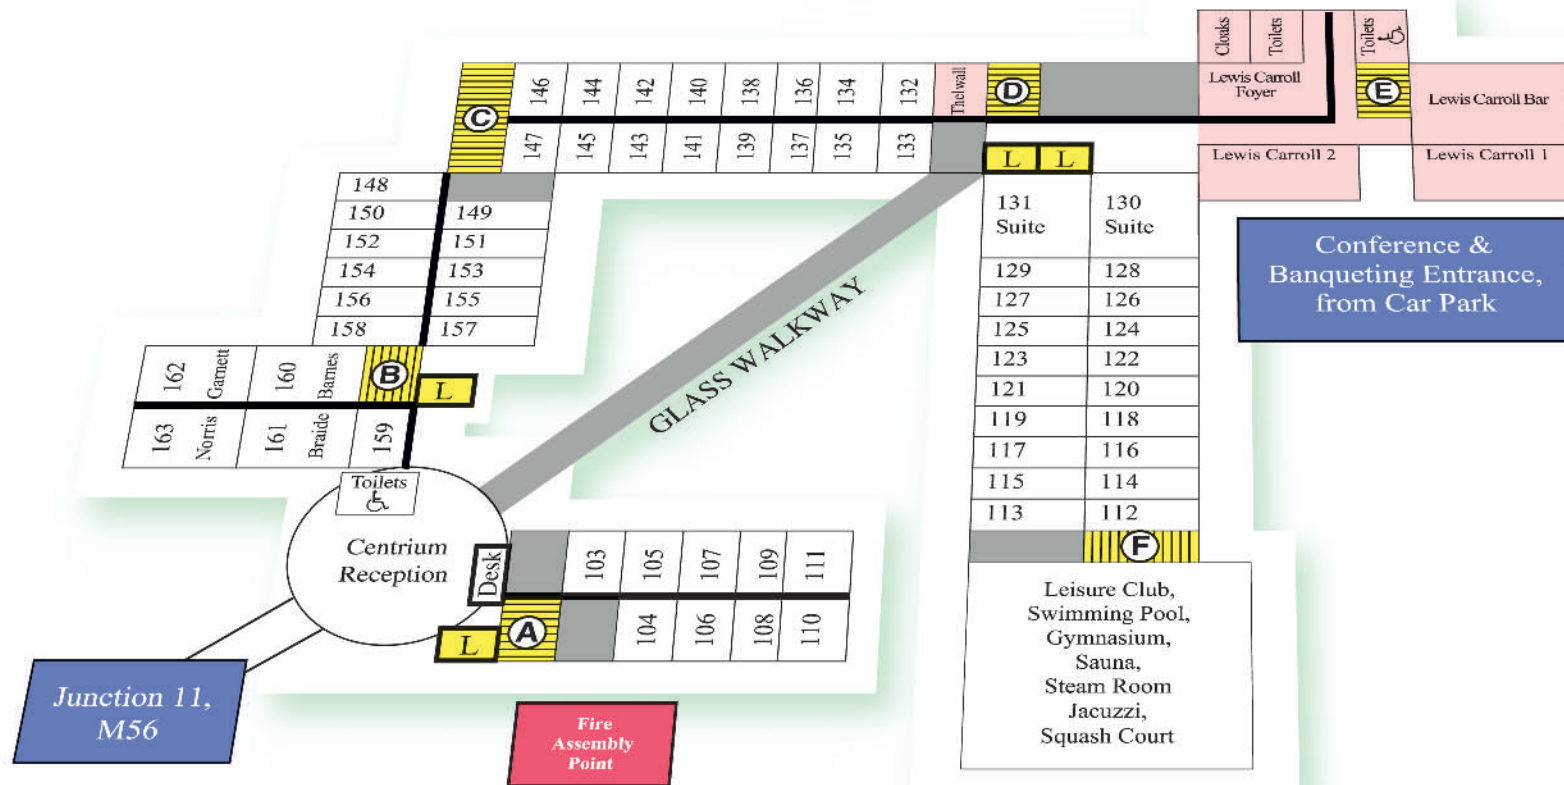 Cloaks
Toilets
Toilets
Lewis Carroll
Foyer
E
Lewis Carroll Bar
Lewis Carroll 2
Lewis Carroll 1
C
146
144
142
140
138
136
134
132
Thelwall
D
147
145
143
141
139
137
135
133
L
L
148
150
149
152
151
154
153
156
155
158
157
131
Suite
130
Suite
129
128
127
126
125
124
123
122
121
120
119
118
117
116
115
114
113
112
F
Conference &
Banqueting Entrance,
from Car Park
GLASS WALKWAY
162
Garnett
160
Barnes
B
L
163
Norris
161
Braide
159
Toilets
Centrium
Reception
Desk
103
105
107
109
111
L
A
104
106
108
110
Junction 11,
M56
Fire
Assembly
Point
Leisure Club,
Swimming Pool,
Gymnasium,
Sauna,
Steam Room
Jacuzzi,
Squash Court